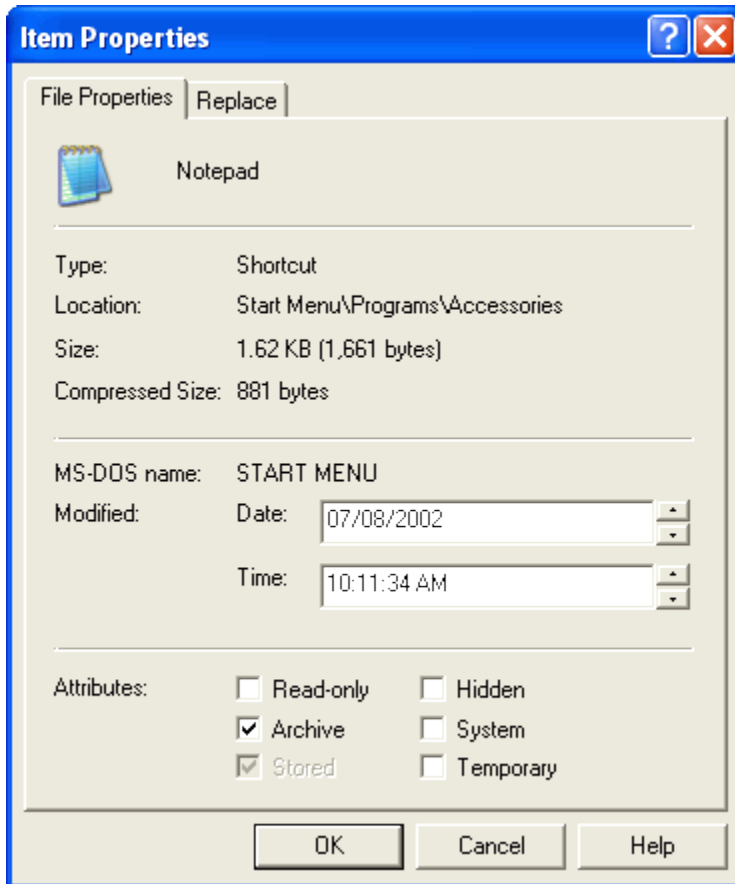 Item Properties
?
File Properties
Replace
Notepad
Type: Shortcut
Location: Start Menu\Programs\Accessories
Size: 1.62 KB (1,661 bytes)
Compressed Size: 881 bytes
MS-DOS name: START MENU
Modified: Date: 07/08/2002
Time: 10:11:34 AM
Attributes: Read-only Hidden
Archive System
Stored Temporary
OK Cancel Help